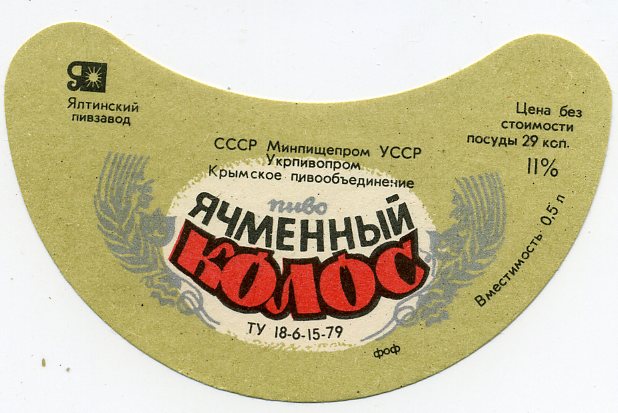 Ялтинский
пивзавод
СССР Минпищепром УССР
Укрпивопром
Крымское пивообъединение
Цена без
стоимости
посуды 29 коп.
11%
Вместимость 0,5 л
пиво
ЯЧМЕННЫЙ
КОЛОС
ТУ 18-6-15-79
фоф